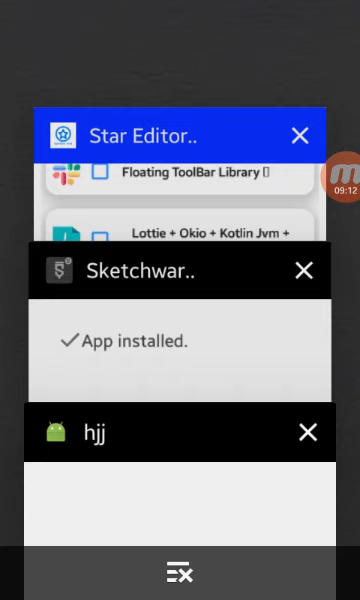 Star Editor..
Floating ToolBar Library
Lottie + Okio + Kotlin Jvm +
09:12
Sketchwar..
App installed.
hjj